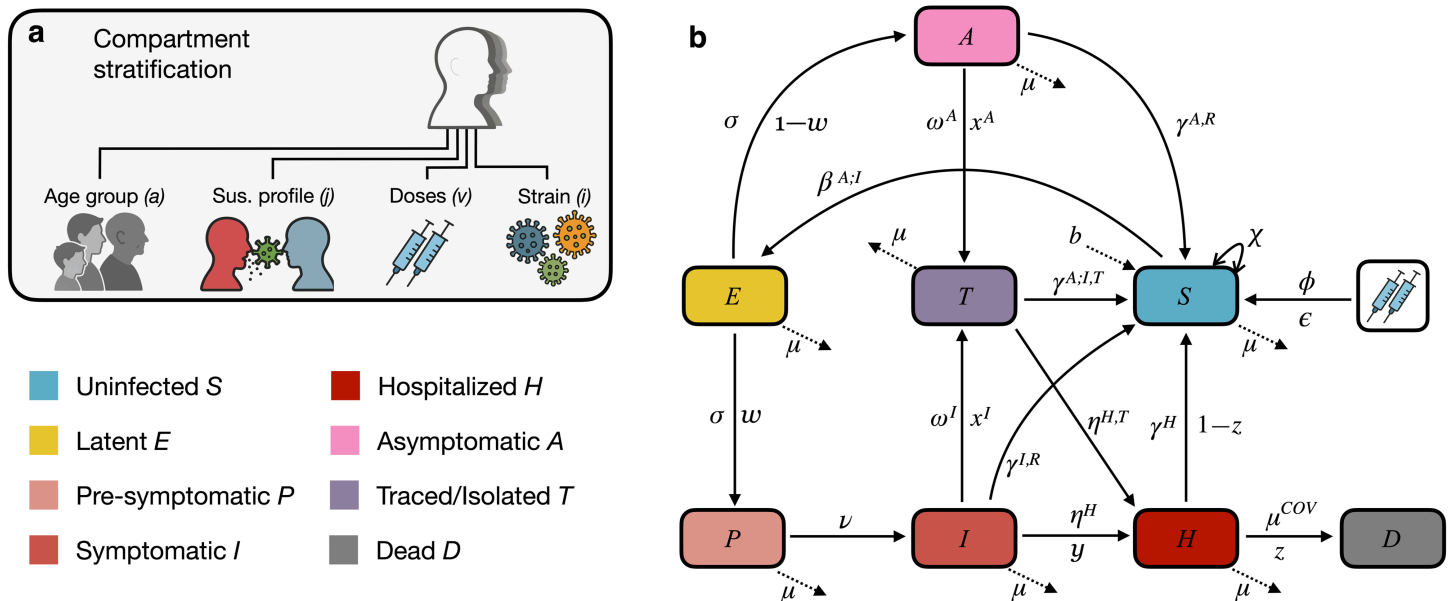 a
Compartment
stratification
Age group (a)
Sus. profile (j)
Doses (v)
Strain (i)
Uninfected S
Hospitalized H
Latent E
Asymptomatic A
Pre-symptomatic P
Traced/Isolated T
Symptomatic I
Dead D
b
A
μ
σ
1−w
ω^A
x^A
γ^{A,R}
β^{A;I}
μ
b
χ
E
T
γ^{A;I,T}
S
ϕ
ϵ
μ
μ
σ
w
ω^I
x^I
γ^{I,R}
η^{H,T}
γ^H
1−z
P
ν
I
η^H
y
H
μ^{COV}
z
D
μ
μ
μ